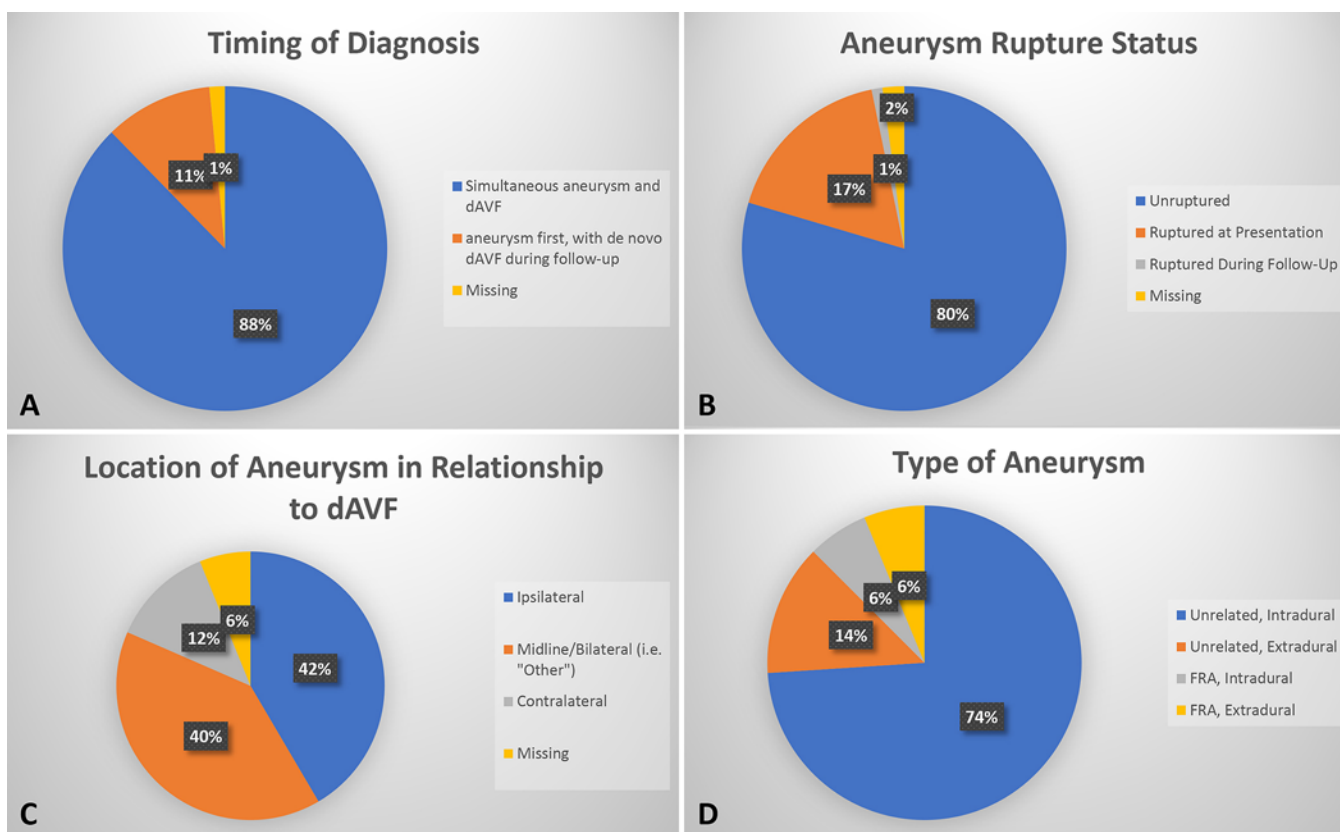 Timing of Diagnosis
11%
1%
88%
Simultaneous aneurysm and
dAVF
aneurysm first, with de novo
dAVF during follow-up
Missing
A
Aneurysm Rupture Status
2%
1%
17%
80%
Unruptured
Ruptured at Presentation
Ruptured During Follow-Up
Missing
B
Location of Aneurysm in Relationship
to dAVF
6%
12%
42%
40%
Ipsilateral
Midline/Bilateral (i.e.
"Other")
Contralateral
Missing
C
Type of Aneurysm
6%
6%
14%
74%
Unrelated, Intradural
Unrelated, Extradural
FRA, Intradural
FRA, Extradural
D